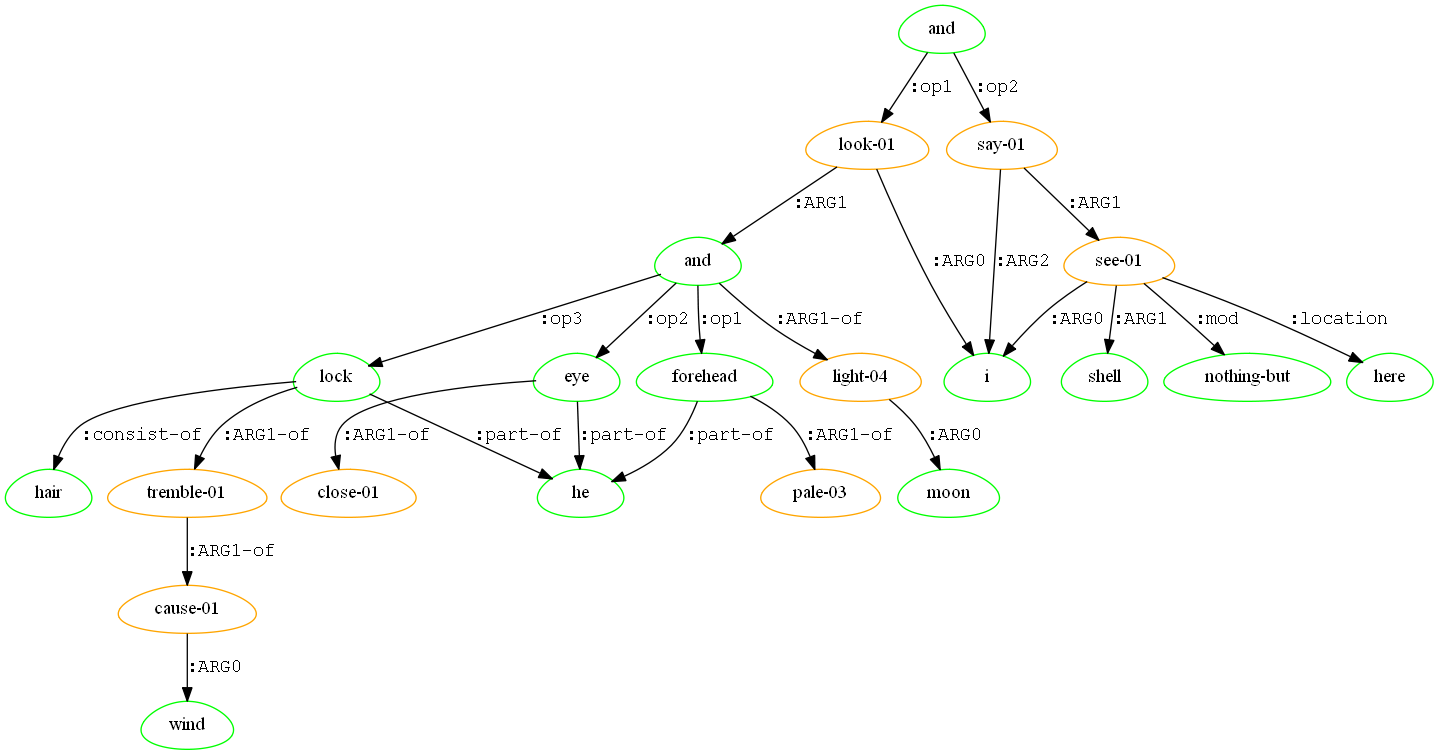 and
:op1 :op2
look-01 say-01
:ARG1 :ARG1
and :ARG0 :ARG2 see-01
:op3 :op2 :op1 :ARG1-of :ARG0 :ARG1 :mod :location
lock eye forehead light-04 i shell nothing-but here
:consist-of :ARG1-of :ARG1-of :part-of :part-of :part-of :ARG1-of :ARG0
hair tremble-01 close-01 he pale-03 moon
:ARG1-of
cause-01
:ARG0
wind